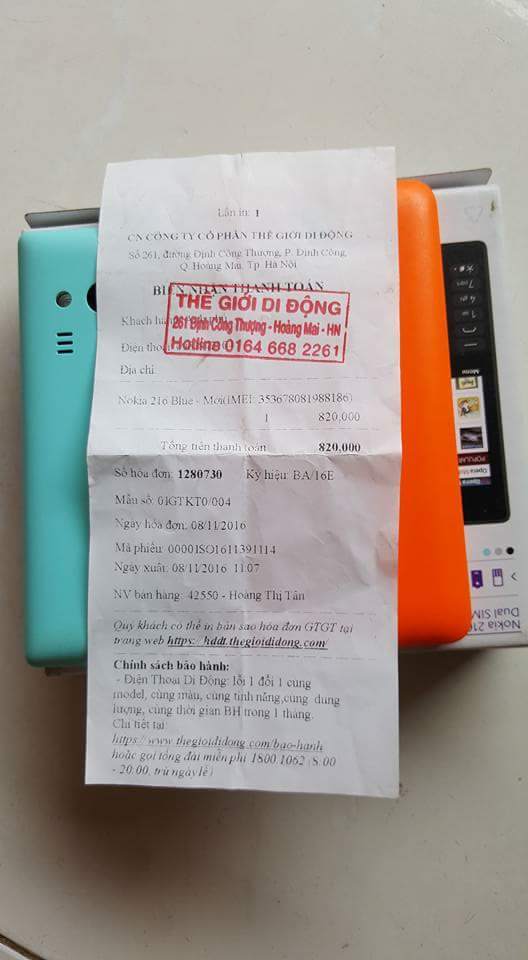 Lần in: 1
CN CÔNG TY CỔ PHẦN THẾ GIỚI DI ĐỘNG
Số 261, đường Định Công Thượng, P. Định Công,
Q. Hoàng Mai, Tp. Hà Nội
BIÊN NHẬN THANH TOÁN
THẾ GIỚI DI ĐỘNG
261 Định Công Thượng - Hoàng Mai - HN
Hotline 0164 668 2261
Khách
Điện thoại
Địa chỉ
Nokia 216 Blue - Mới(IMEI: 353678081988186)
1 820,000
Tổng tiền thanh toán 820,000
Số hóa đơn: 1280730 Ký hiệu: BA/16E
Mẫu số: 01GTKT0/004
Ngày hóa đơn: 08/11/2016
Mã phiếu: 00001SO1611391114
Ngày xuất: 08/11/2016 11:07
NV bán hàng: 42550 - Hoàng Thị Tân
Quý khách có thể in bản sao hóa đơn GTGT tại
trang web https://hddt.thegioididong.com/
Chính sách bảo hành:
- Điện Thoại Di Động: lỗi 1 đổi 1 cùng
model, cùng màu, cùng tính năng,cùng dung
lượng, cùng thời gian BH trong 1 tháng.
Chi tiết tại
https://www.thegioididong.com/bao-hanh
hoặc gọi tổng đài miễn phí 1800.1062 (8:00
- 20:00, trừ ngày lễ)
Menu
POPULAR
Opera
Nokia 216
Dual SIM